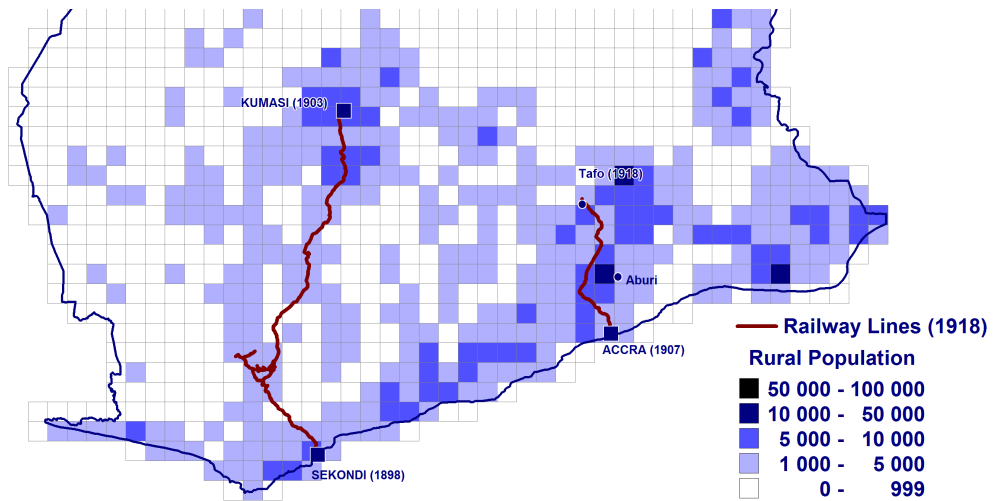 KUMASI (1903)
Tafo (1918)
Aburi
ACCRA (1907)
SEKONDI (1898)
Railway Lines (1918)
Rural Population
50 000 - 100 000
10 000 - 50 000
5 000 - 10 000
1 000 - 5 000
0 - 999